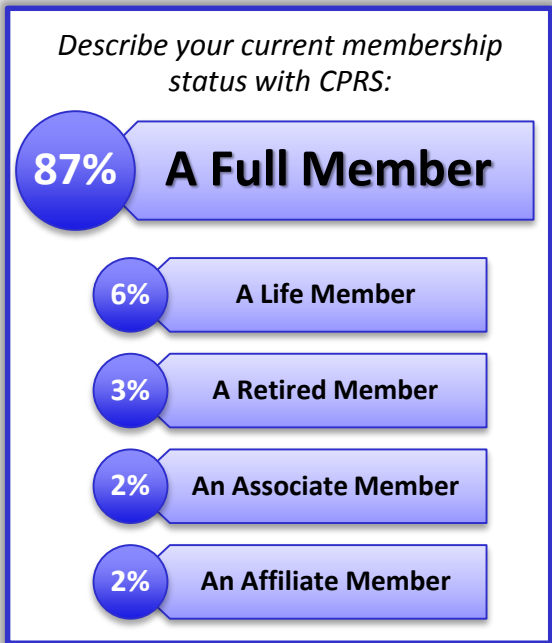 Describe your current membership
status with CPRS:
87% A Full Member
6% A Life Member
3% A Retired Member
2% An Associate Member
2% An Affiliate Member